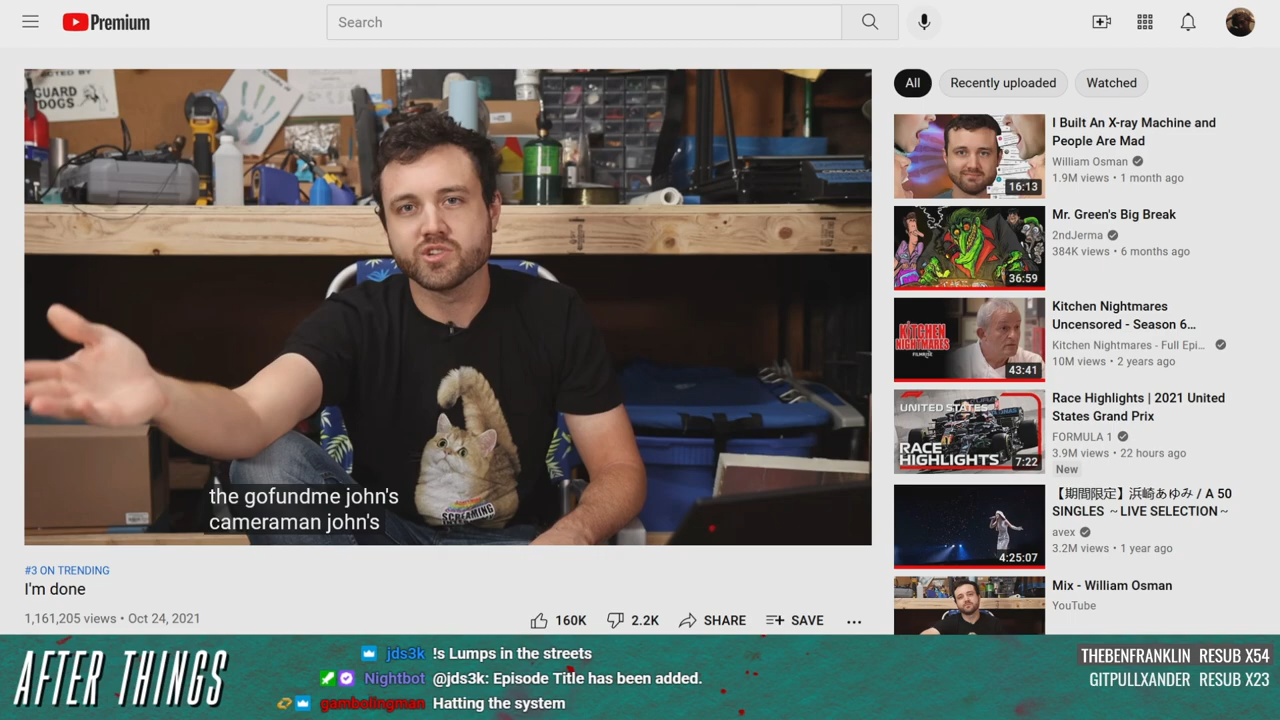 Premium
Search
GUARD
DOGS
SCREAMING
the gofundme john's
cameraman john's
#3 ON TRENDING
I'm done
1,161,205 views • Oct 24, 2021
160K
2.2K
SHARE
SAVE
All
Recently uploaded
Watched
16:13
I Built An X-ray Machine and
People Are Mad
William Osman
1.9M views • 1 month ago
36:59
Mr. Green's Big Break
2ndJerma
384K views • 6 months ago
KITCHEN
NIGHTMARES
FILMRISE
43:41
Kitchen Nightmares
Uncensored - Season 6...
Kitchen Nightmares - Full Epi...
10M views • 2 years ago
UNITED STATES
RACE
HIGHLIGHTS
7:22
Race Highlights | 2021 United
States Grand Prix
FORMULA 1
3.9M views • 22 hours ago
New
4:25:07
【期間限定】浜崎あゆみ / A 50
SINGLES ～LIVE SELECTION～
avex
3.2M views • 1 year ago
Mix - William Osman
YouTube
AFTER THINGS
jds3k !s Lumps in the streets
Nightbot @jds3k: Episode Title has been added.
gambolingman Hatting the system
THEBENFRANKLIN RESUB X54
GITPULLXANDER RESUB X23